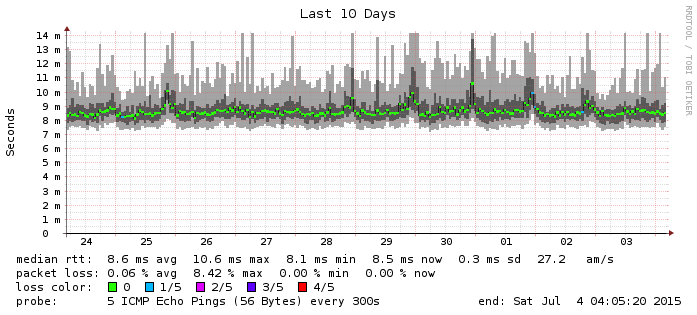 Last 10 Days
RRDTOOL / TOBI OETIKER
Seconds
14 m
13 m
12 m
11 m
10 m
9 m
8 m
7 m
6 m
5 m
4 m
3 m
2 m
1 m
0
24 25 26 27 28 29 30 01 02 03
median rtt: 8.6 ms avg 10.6 ms max 8.1 ms min 8.5 ms now 0.3 ms sd 27.2 am/s
packet loss: 0.06 % avg 8.42 % max 0.00 % min 0.00 % now
loss color: 0 1/5 2/5 3/5 4/5
probe: 5 ICMP Echo Pings (56 Bytes) every 300s end: Sat Jul 4 04:05:20 2015